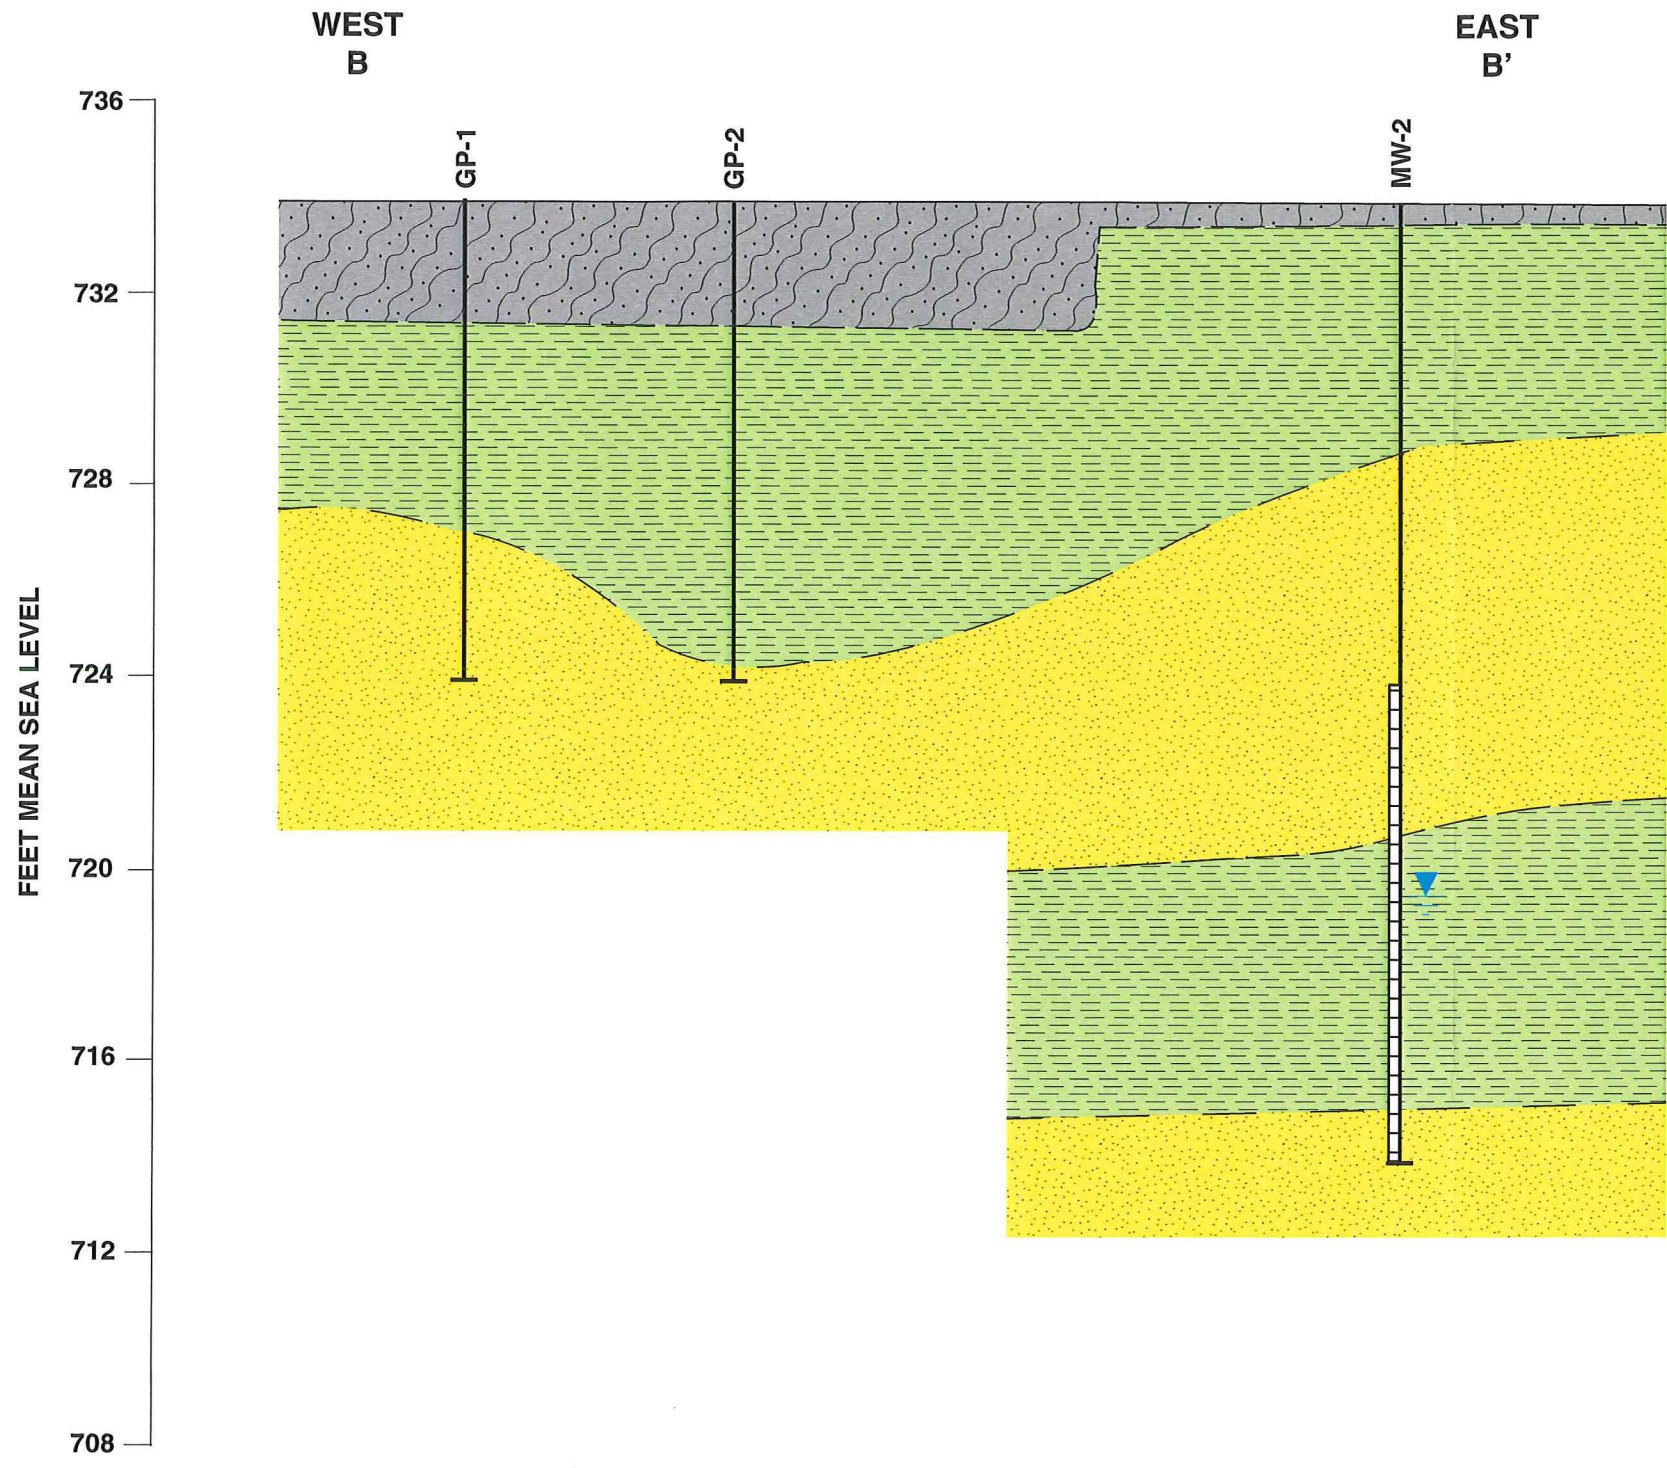 WEST
B
EAST
B’
GP-1
GP-2
MW-2
736
732
728
724
720
716
712
708
FEET MEAN SEA LEVEL